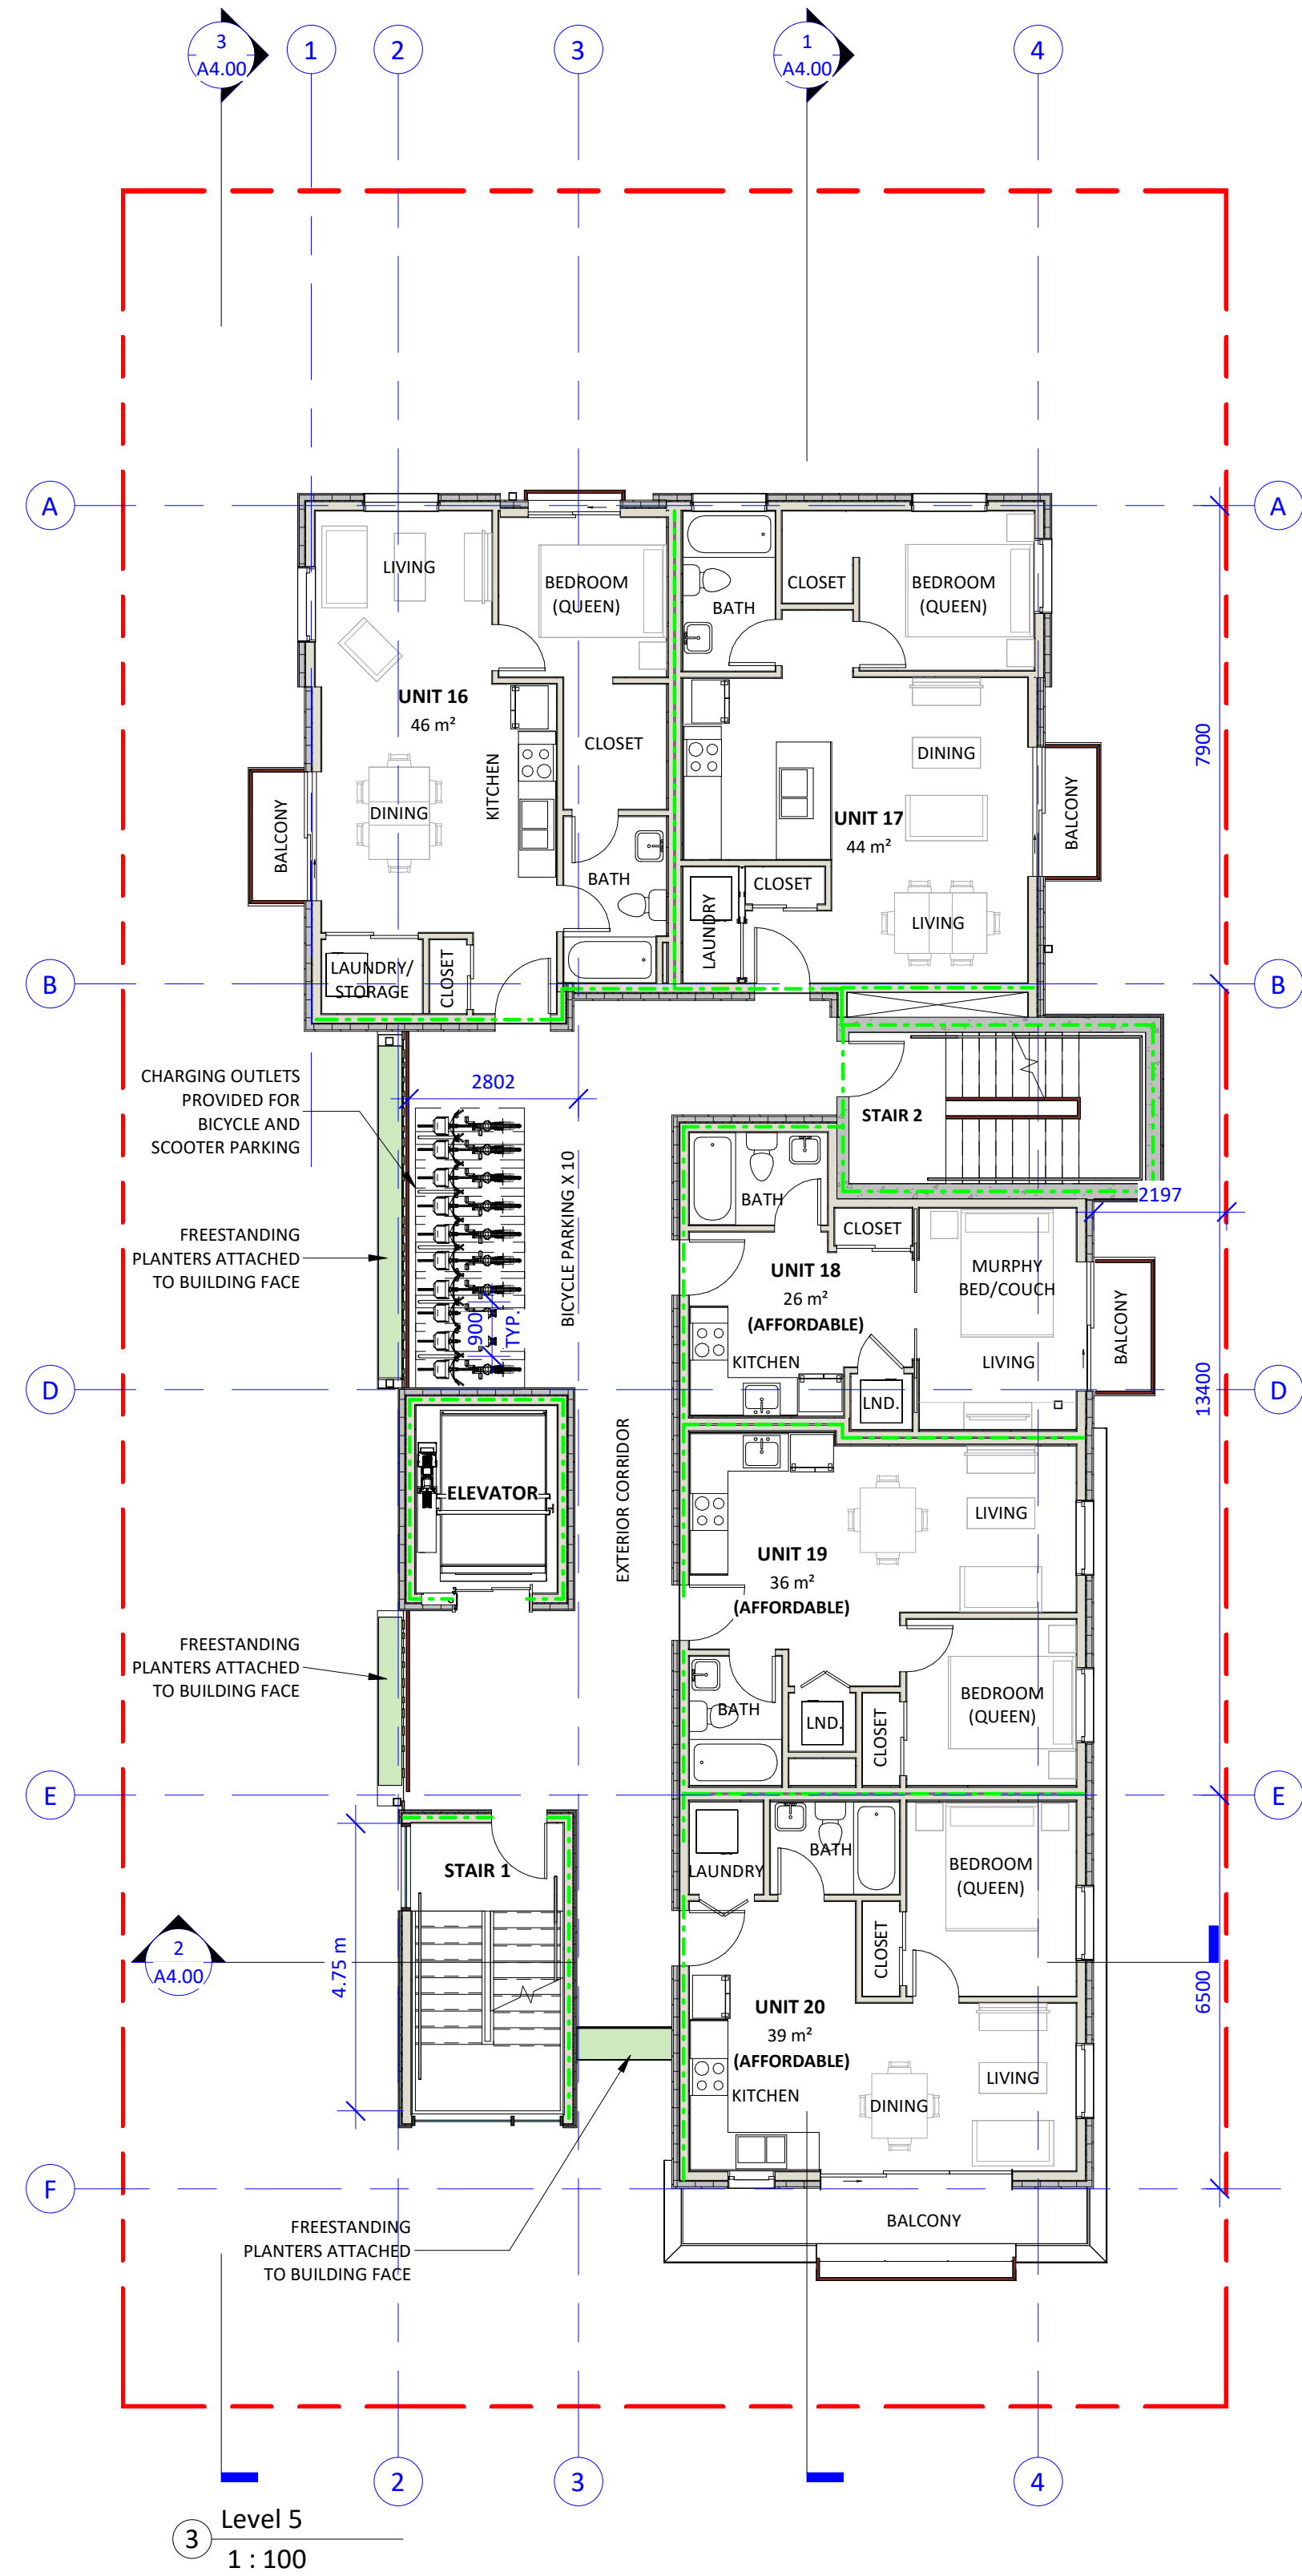 3
A4.00
1
2
3
1
A4.00
4
A
A
LIVING
BEDROOM
(QUEEN)
CLOSET
BATH
BEDROOM
(QUEEN)
UNIT 16
46 m²
KITCHEN
CLOSET
DINING
7900
BALCONY
DINING
UNIT 17
44 m²
BALCONY
BATH
CLOSET
LAUNDRY
LIVING
B
LAUNDRY/
STORAGE
CLOSET
B
CHARGING OUTLETS
PROVIDED FOR
BICYCLE AND
SCOOTER PARKING
2802
STAIR 2
BICYCLE PARKING X 10
BATH
2197
FREESTANDING
PLANTERS ATTACHED
TO BUILDING FACE
CLOSET
UNIT 18
26 m²
(AFFORDABLE)
MURPHY
BED/COUCH
900
TYP.
BALCONY
KITCHEN
LIVING
D
LND.
13400
D
EXTERIOR CORRIDOR
ELEVATOR
LIVING
UNIT 19
36 m²
(AFFORDABLE)
FREESTANDING
PLANTERS ATTACHED
TO BUILDING FACE
BATH
LND.
CLOSET
BEDROOM
(QUEEN)
E
E
STAIR 1
LAUNDRY
BATH
BEDROOM
(QUEEN)
2
A4.00
4.75 m
CLOSET
6500
UNIT 20
39 m²
(AFFORDABLE)
KITCHEN
DINING
LIVING
F
BALCONY
FREESTANDING
PLANTERS ATTACHED
TO BUILDING FACE
2
3
4
3
Level 5
1 : 100